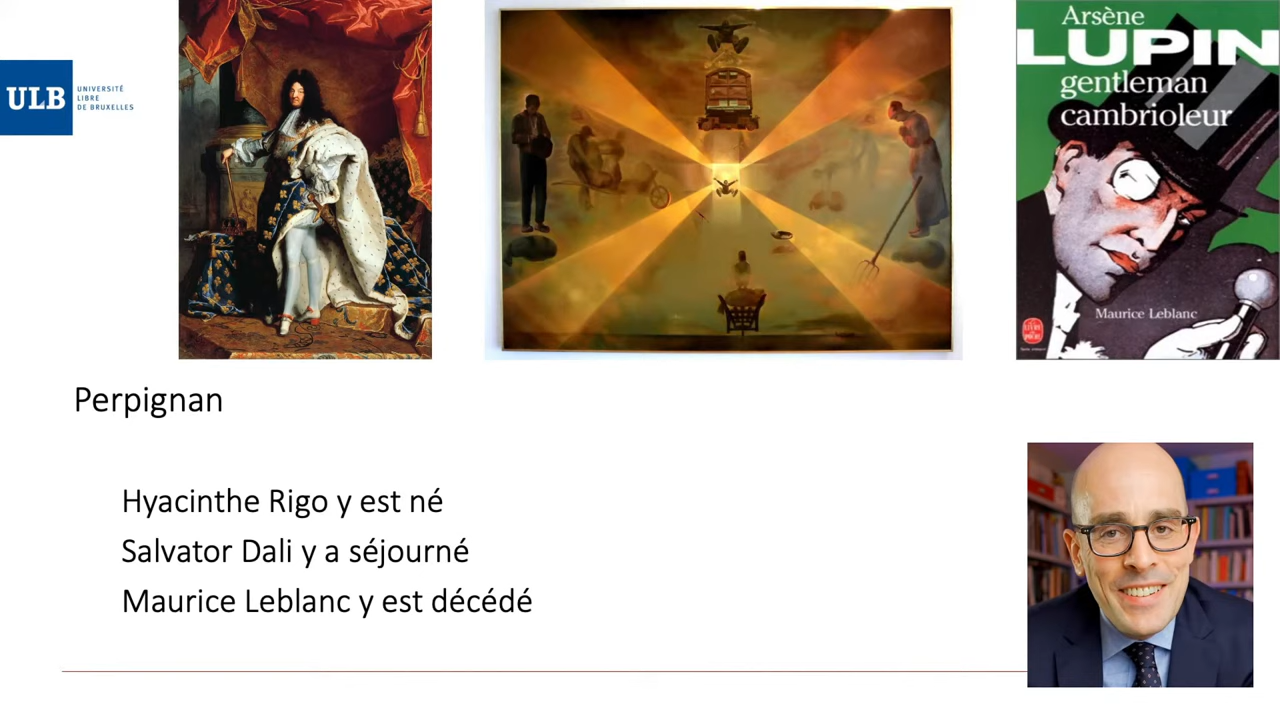 ULB
UNIVERSITÉ
LIBRE
DE BRUXELLES
Arsène
LUPIN
gentleman
cambrioleur
Maurice Leblanc
Perpignan
Hyacinthe Rigo y est né
Salvator Dali y a séjourné
Maurice Leblanc y est décédé